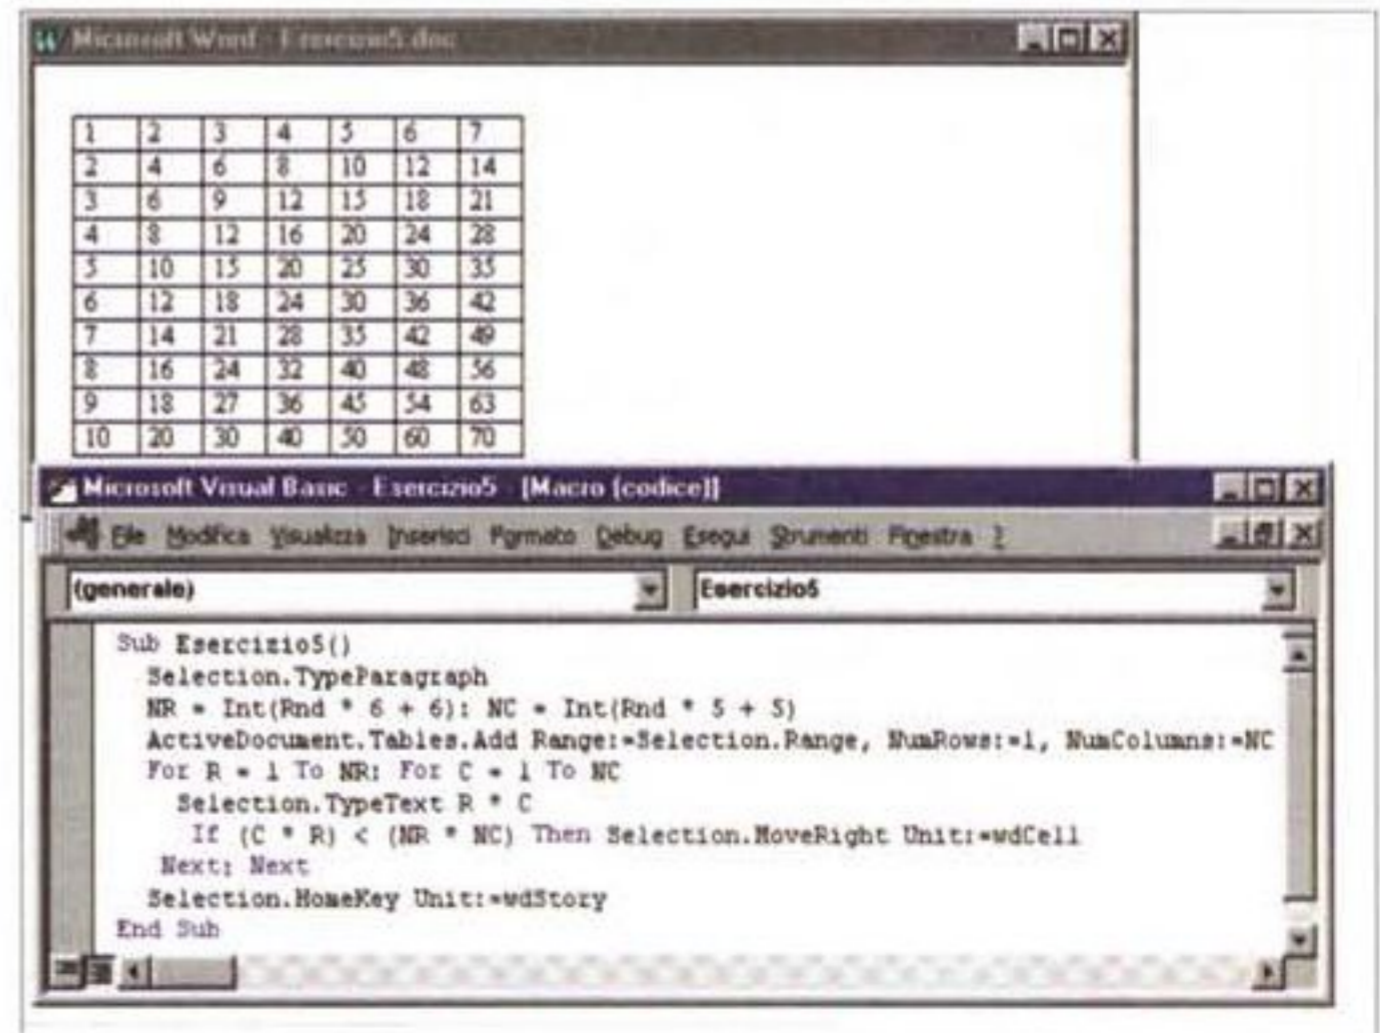 Microsoft Word - Esercizio5.doc
1 2 3 4 5 6 7
2 4 6 8 10 12 14
3 6 9 12 15 18 21
4 8 12 16 20 24 28
5 10 15 20 25 30 35
6 12 18 24 30 36 42
7 14 21 28 35 42 49
8 16 24 32 40 48 56
9 18 27 36 45 54 63
10 20 30 40 50 60 70
Microsoft Visual Basic - Esercizio5 - [Macro (codice)]
File Modifica Visualizza Inserisci Formato Debug Esegui Strumenti Finestra ?
(generale) Esercizio5
Sub Esercizio5()
Selection.TypeParagraph
NR = Int(Rnd * 6 + 6): NC = Int(Rnd * 5 + 5)
ActiveDocument.Tables.Add Range:=Selection.Range, NumRows:=1, NumColumns:=NC
For R = 1 To NR: For C = 1 To NC
Selection.TypeText R * C
If (C * R) < (NR * NC) Then Selection.MoveRight Unit:=wdCell
Next: Next
Selection.HomeKey Unit:=wdStory
End Sub